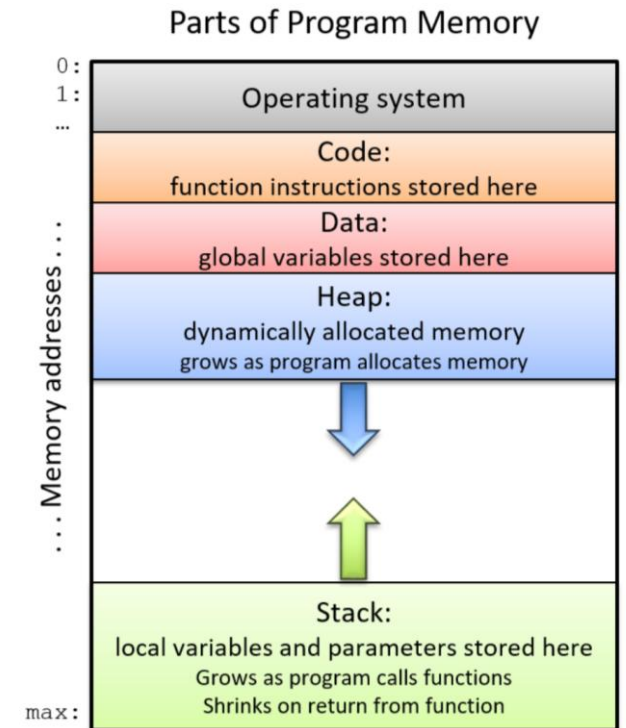 Parts of Program Memory
0:
1:
...
Operating system
Code:
function instructions stored here
Data:
global variables stored here
Heap:
dynamically allocated memory
grows as program allocates memory
. . . Memory addresses . . .
Stack:
local variables and parameters stored here
Grows as program calls functions
Shrinks on return from function
max: